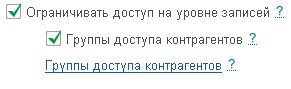 Ограничивать доступ на уровне записей ?
Группы доступа контрагентов ?
Группы доступа контрагентов ?